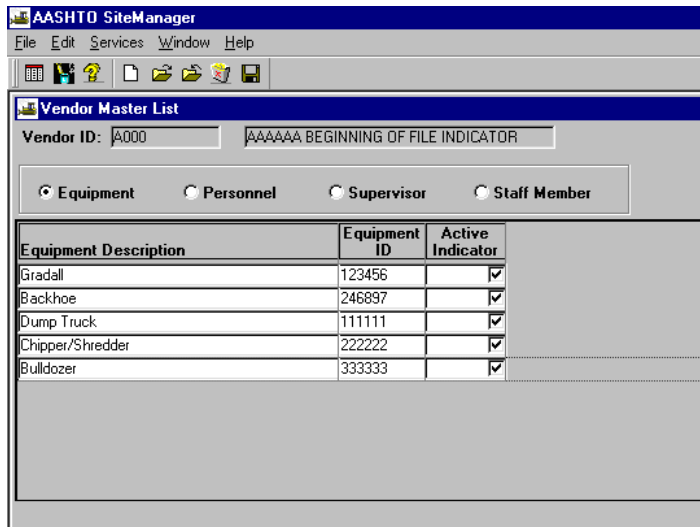 AASHTO SiteManager
File Edit Services Window Help
Vendor Master List
Vendor ID: A000 AAAAAA BEGINNING OF FILE INDICATOR
Equipment Personnel Supervisor Staff Member
Equipment Description Equipment ID Active Indicator
Gradall 123456
Backhoe 246897
Dump Truck 111111
Chipper/Shredder 222222
Bulldozer 333333